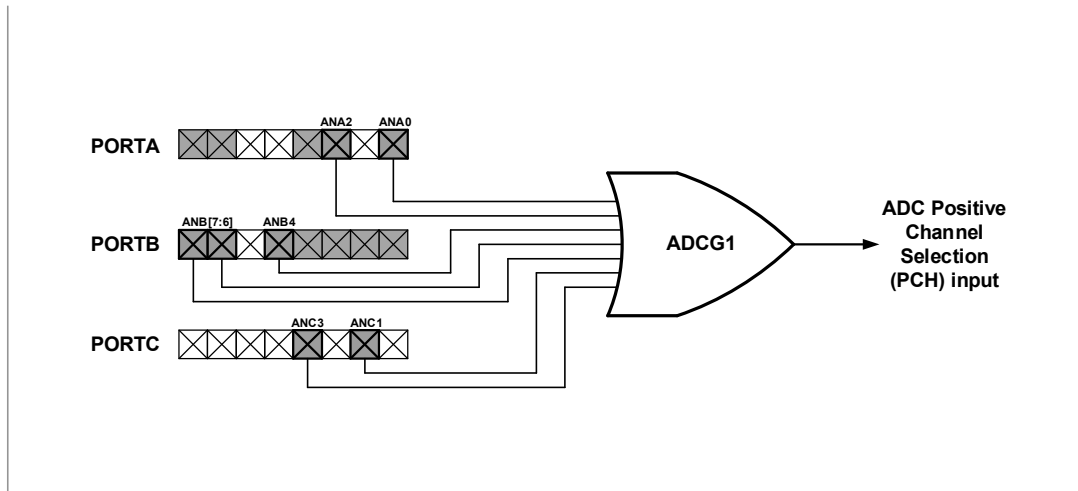 ANA2 ANA0
PORTA
ANB[7:6] ANB4
PORTB
ANC3 ANC1
PORTC
ADCG1
ADC Positive
Channel
Selection
(PCH) input